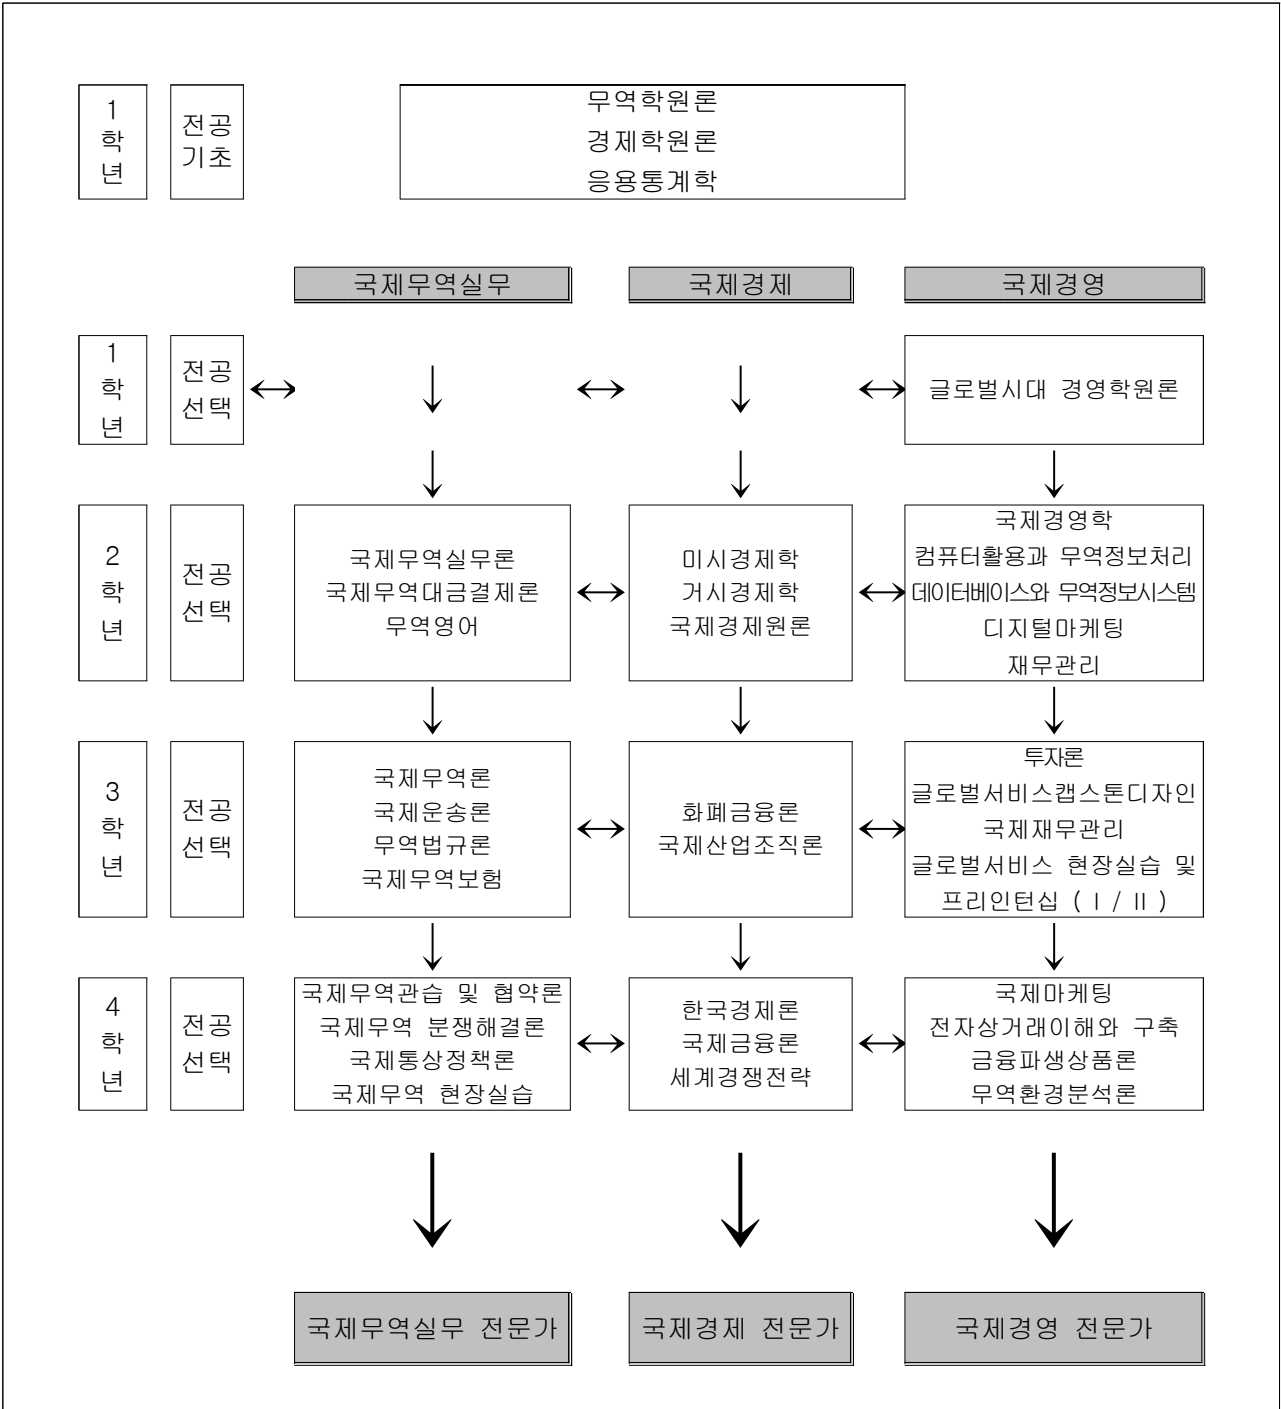 1
학
년
전공
기초
무역학원론
경제학원론
응용통계학
국제무역실무
국제경제
국제경영
1
학
년
전공
선택
글로벌시대 경영학원론
2
학
년
전공
선택
국제무역실무론
국제무역대금결제론
무역영어
미시경제학
거시경제학
국제경제원론
국제경영학
컴퓨터활용과 무역정보처리
데이터베이스와 무역정보시스템
디지털마케팅
재무관리
3
학
년
전공
선택
국제무역론
국제운송론
무역법규론
국제무역보험
화폐금융론
국제산업조직론
투자론
글로벌서비스캡스톤디자인
국제재무관리
글로벌서비스 현장실습 및
프리인턴십 (Ⅰ/Ⅱ)
4
학
년
전공
선택
국제무역관습 및 협약론
국제무역 분쟁해결론
국제통상정책론
국제무역 현장실습
한국경제론
국제금융론
세계경쟁전략
국제마케팅
전자상거래이해와 구축
금융파생상품론
무역환경분석론
국제무역실무 전문가
국제경제 전문가
국제경영 전문가